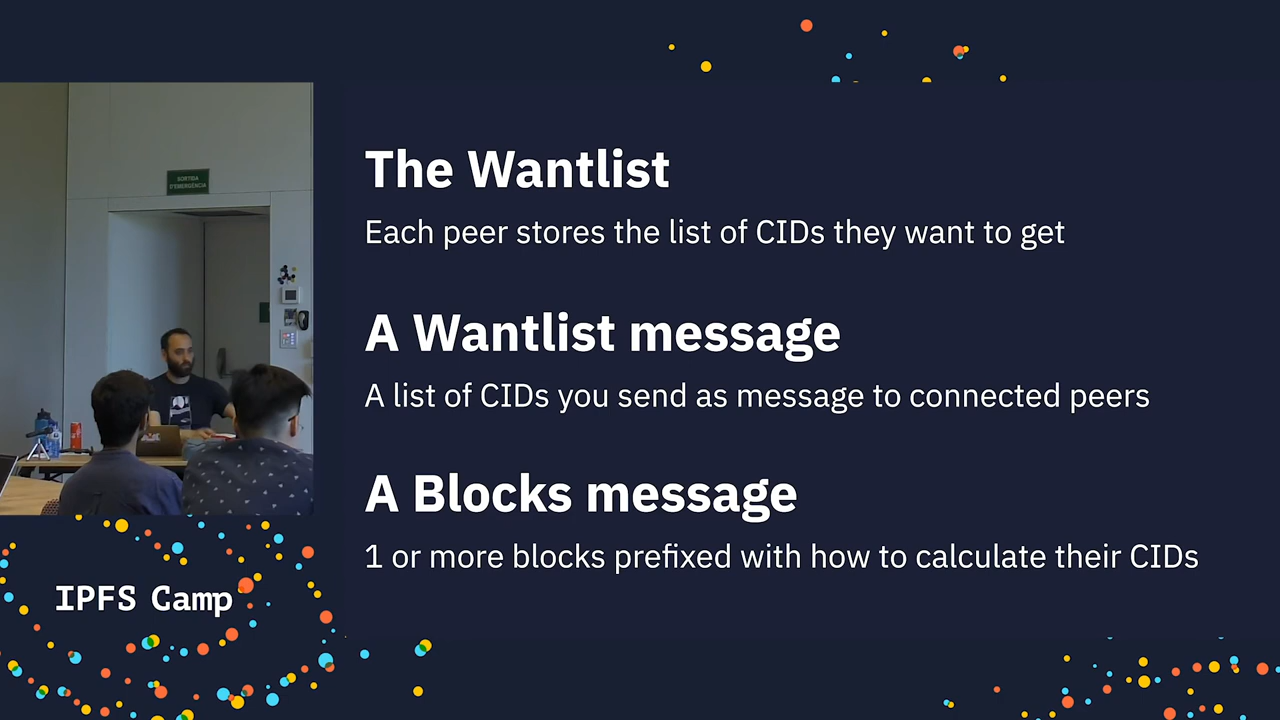 The Wantlist
Each peer stores the list of CIDs they want to get
SORTIDA
D'EMERGÈNCIA
A Wantlist message
A list of CIDs you send as message to connected peers
A Blocks message
1 or more blocks prefixed with how to calculate their CIDs
IPFS Camp